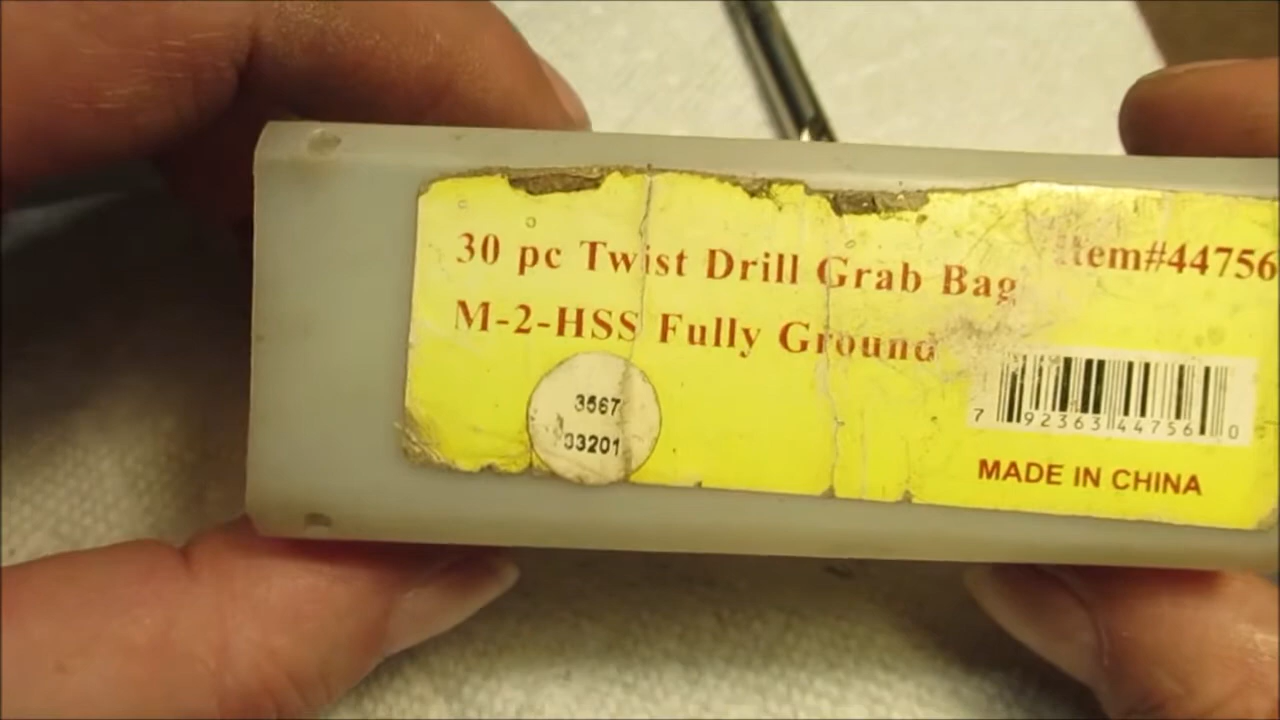 30 pc Twist Drill Grab Bag
Item#44756
M-2-HSS Fully Ground
3567
03201
7 92363 44756 0
MADE IN CHINA